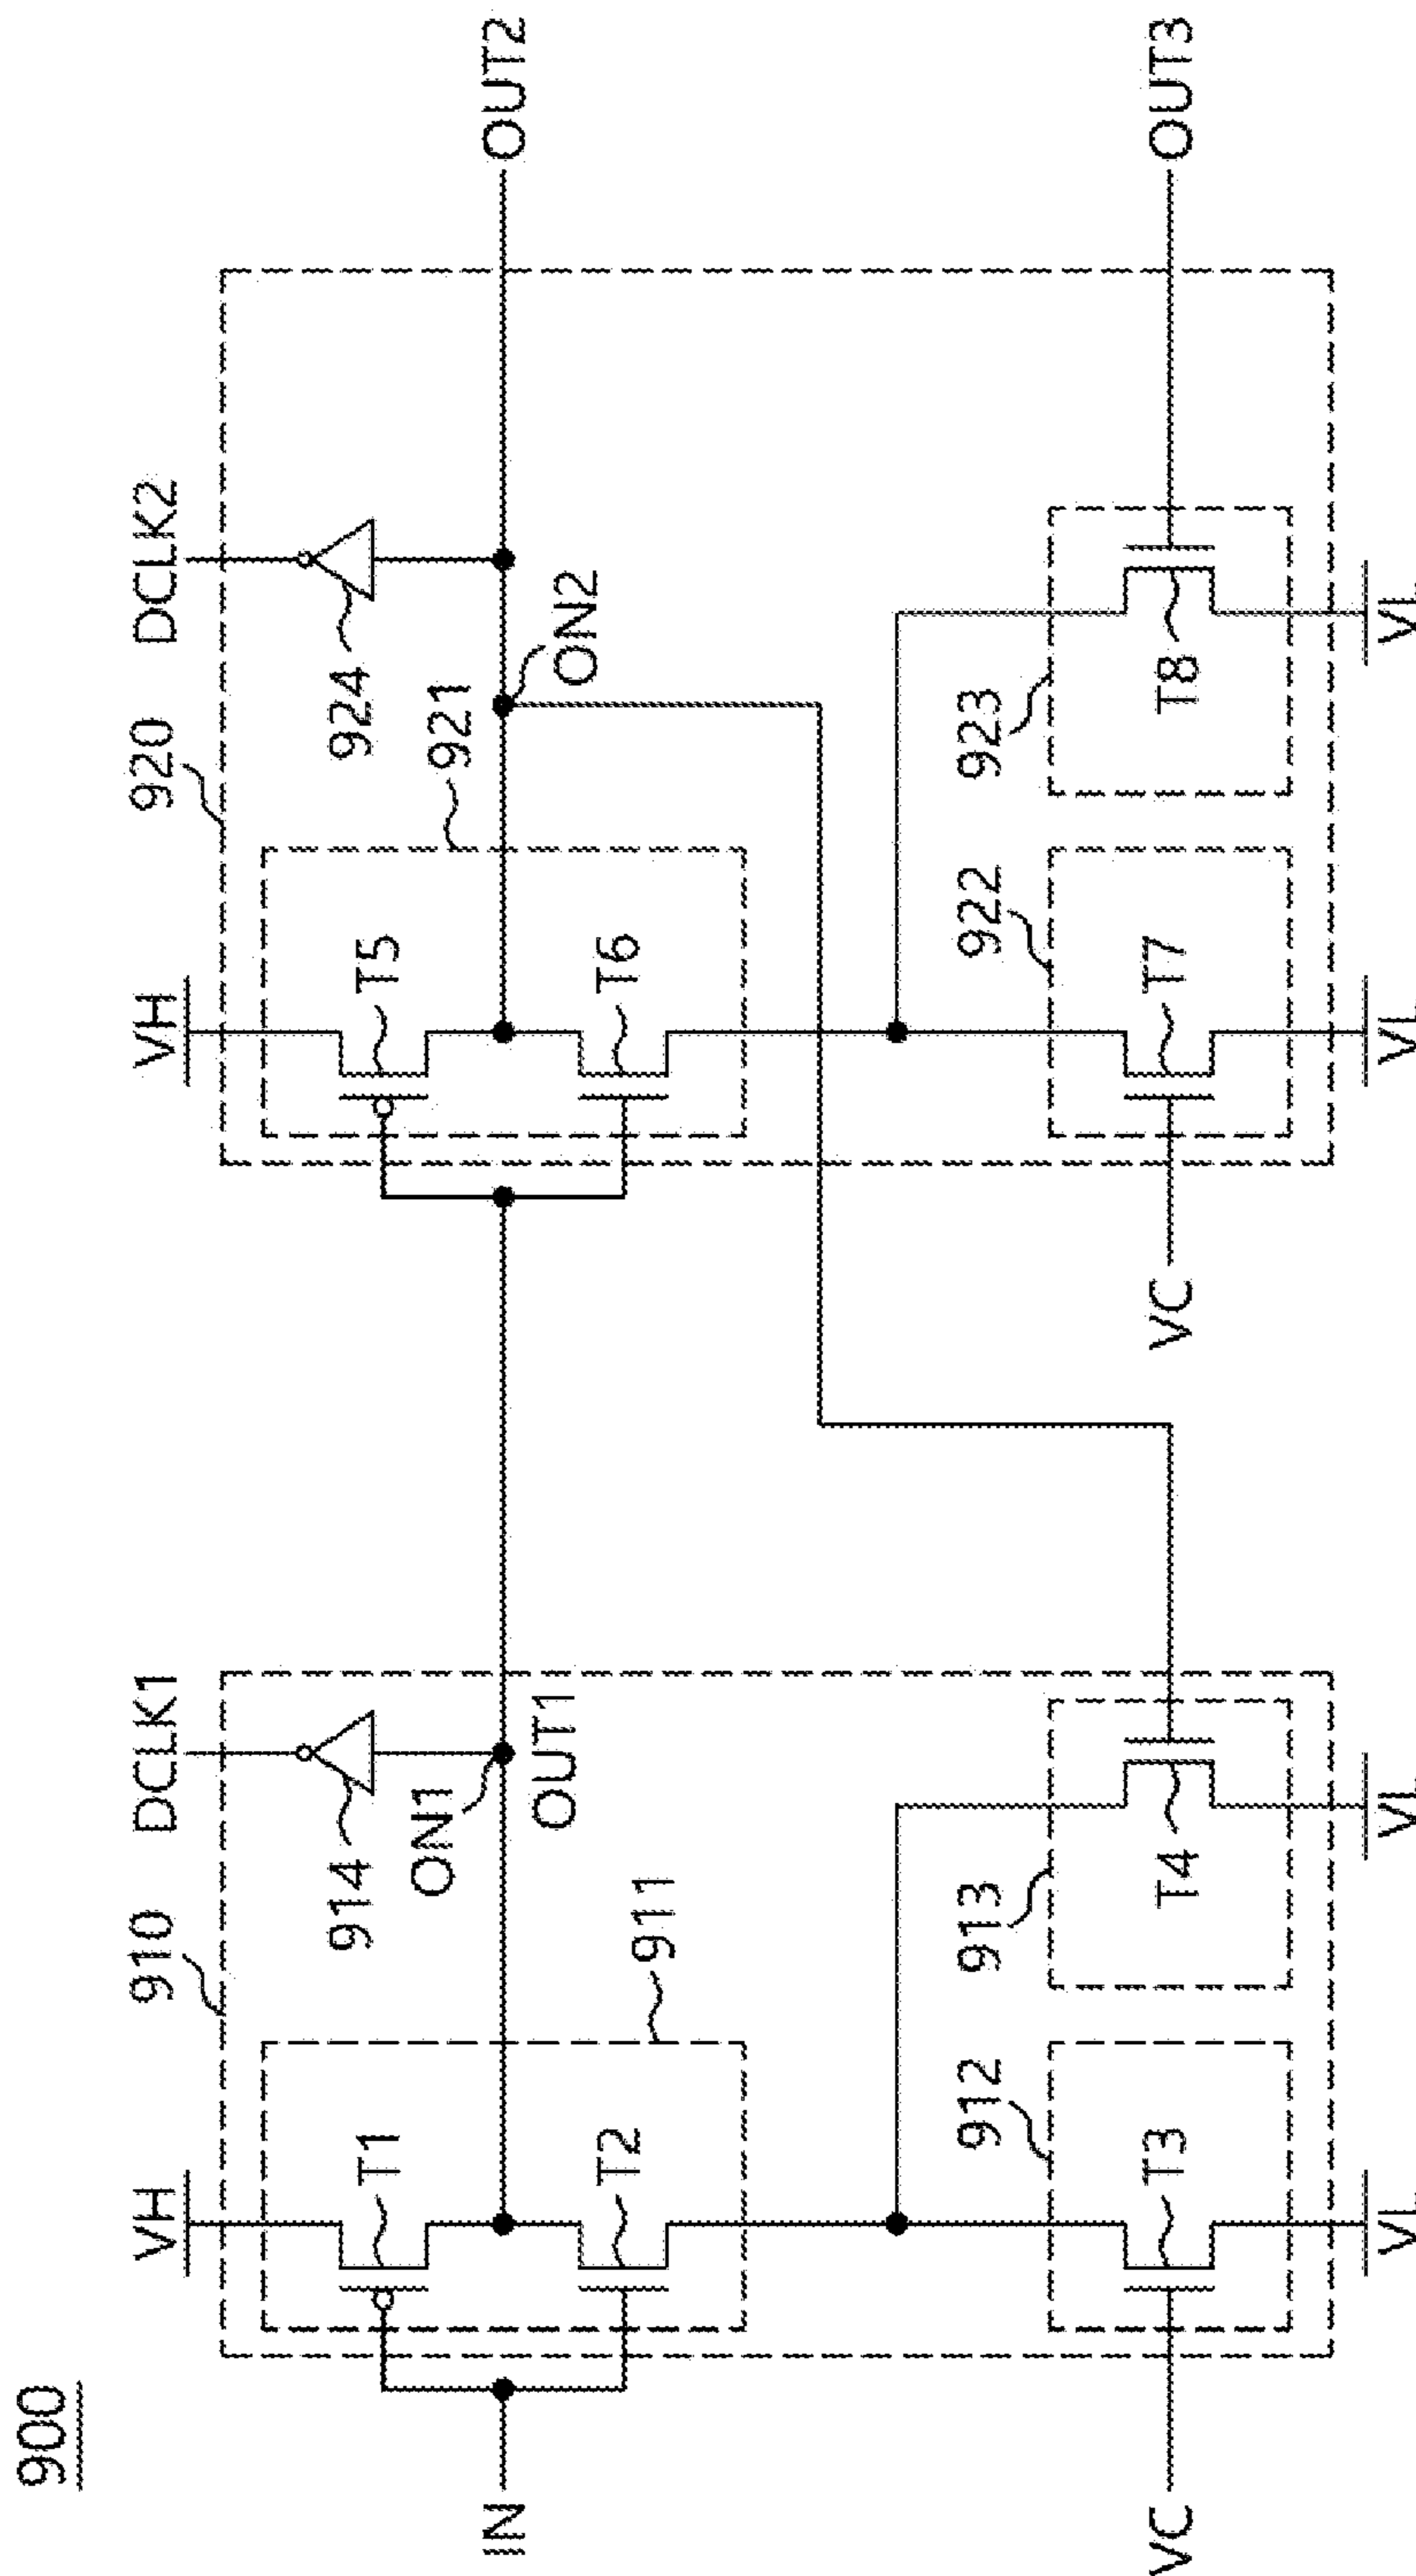 900
VH
910
DCLK1
VH
920
DCLK2
914
924
T1
T5
ON1
921
IN
OUT1
OUT2
ON2
T2
911
T6
912
913
922
923
VC
T3
T4
VC
T7
T8
OUT3
VL
VL
VL
VL